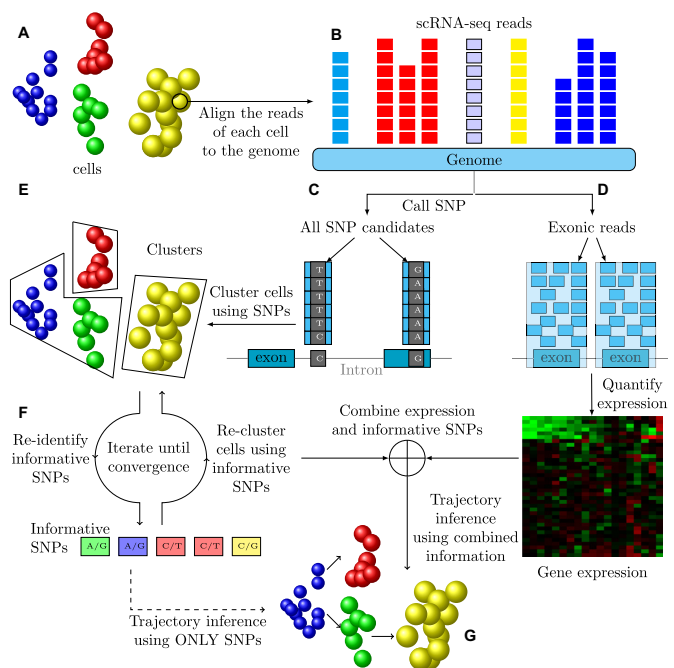 A
cells
Align the reads
of each cell
to the genome
B
scRNA-seq reads
Genome
Call SNP
C
All SNP candidates
T
T
T
T
T
C
G
A
A
A
A
A
exon
C
Intron
G
D
Exonic reads
exon
exon
Quantify
expression
Gene expression
E
Clusters
Cluster cells
using SNPs
F
Re-identify
informative
SNPs
Iterate until
convergence
Re-cluster
cells using
informative
SNPs
Informative
SNPs
A/G
A/G
C/T
C/T
C/G
Combine expression
and informative SNPs
Trajectory
inference
using combined
information
Trajectory inference
using ONLY SNPs
G